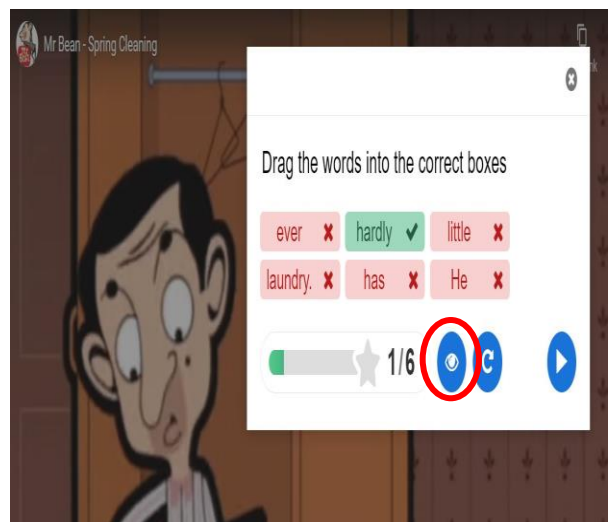 Mr Bean - Spring Cleaning
nk
Drag the words into the correct boxes
ever hardly little
laundry. has He
1/6